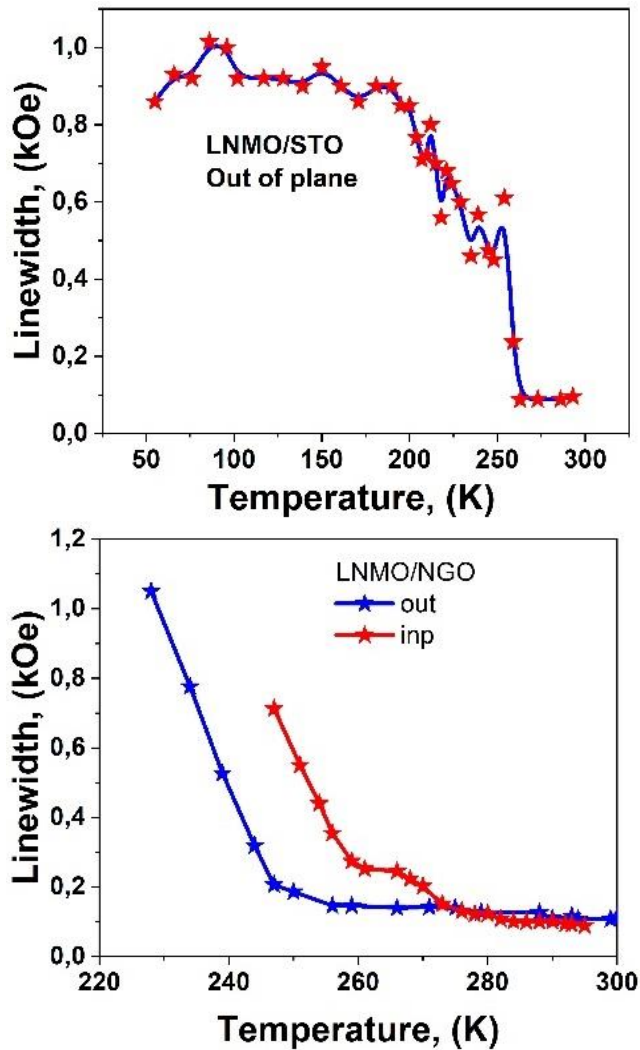 1,0
0,8
0,6
0,4
0,2
0,0
Linewidth, (kOe)
LNMO/STO
Out of plane
50 100 150 200 250 300
Temperature, (K)
1,2
1,0
0,8
0,6
0,4
0,2
0,0
Linewidth, (kOe)
LNMO/NGO
out
inp
220 240 260 280 300
Temperature, (K)